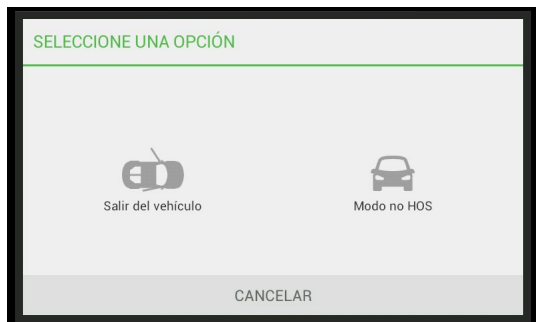 SELECCIONE UNA OPCIÓN
Salir del vehículo
Modo no HOS
CANCELAR